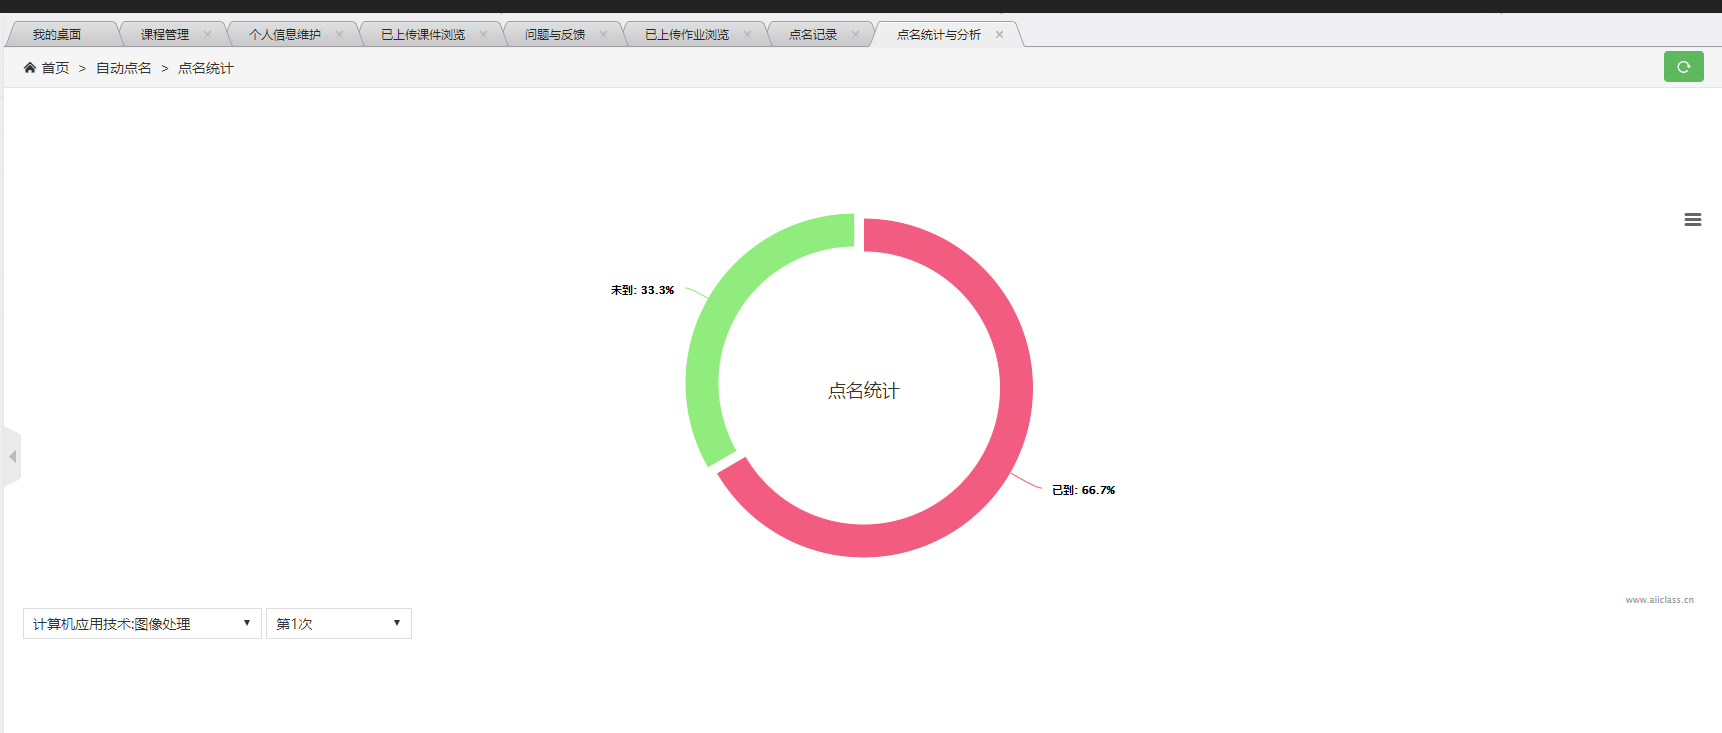 我的桌面 课程管理 个人信息维护 已上传课件浏览 问题与反馈 已上传作业浏览 点名记录 点名统计与分析
首页 > 自动点名 > 点名统计
未到: 33.3%
点名统计
已到: 66.7%
www.aiiclass.cn
计算机应用技术:图像处理 第1次